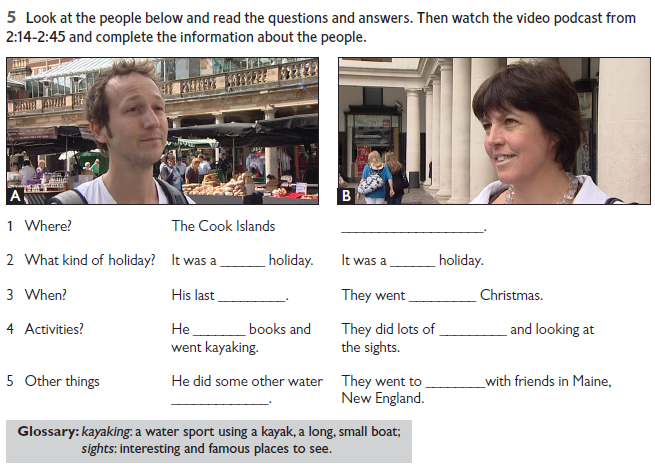 5 Look at the people below and read the questions and answers. Then watch the video podcast from
2:14-2:45 and complete the information about the people.
A
B
1 Where? The Cook Islands ____________________.
2 What kind of holiday? It was a ______ holiday. It was a ______ holiday.
3 When? His last _________. They went _________ Christmas.
4 Activities? He _______ books and They did lots of _________ and looking at
went kayaking. the sights.
5 Other things He did some other water They went to ________with friends in Maine,
_____________. New England.
Glossary: kayaking: a water sport using a kayak, a long, small boat;
sights: interesting and famous places to see.